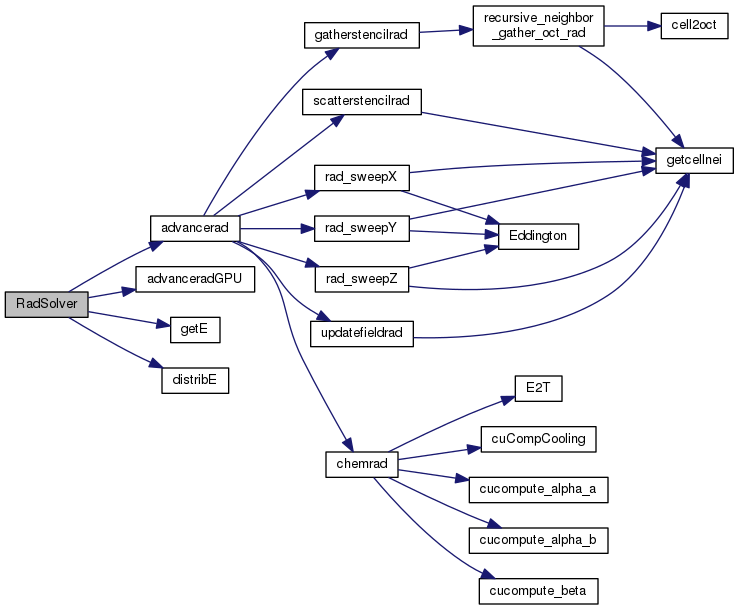 RadSolver
advancerad
advanceradGPU
getE
distribE
gatherstencilrad
scatterstencilrad
rad_sweepX
rad_sweepY
rad_sweepZ
updatefieldrad
chemrad
recursive_neighbor
_gather_oct_rad
cell2oct
getcellnei
Eddington
E2T
cuCompCooling
cucompute_alpha_a
cucompute_alpha_b
cucompute_beta